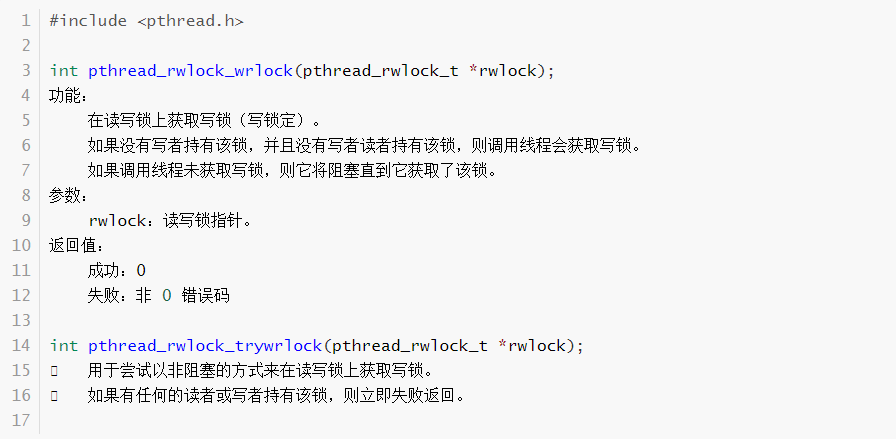 1 #include <pthread.h>
2
3 int pthread_rwlock_wrlock(pthread_rwlock_t *rwlock);
4 功能：
5 在读写锁上获取写锁（写锁定）。
6 如果没有写者持有该锁，并且没有写者读者持有该锁，则调用线程会获取写锁。
7 如果调用线程未获取写锁，则它将阻塞直到它获取了该锁。
8 参数：
9 rwlock：读写锁指针。
10 返回值：
11 成功：0
12 失败：非 0 错误码
13
14 int pthread_rwlock_trywrlock(pthread_rwlock_t *rwlock);
15 用于尝试以非阻塞的方式来在读写锁上获取写锁。
16 如果有任何的读者或写者持有该锁，则立即失败返回。
17